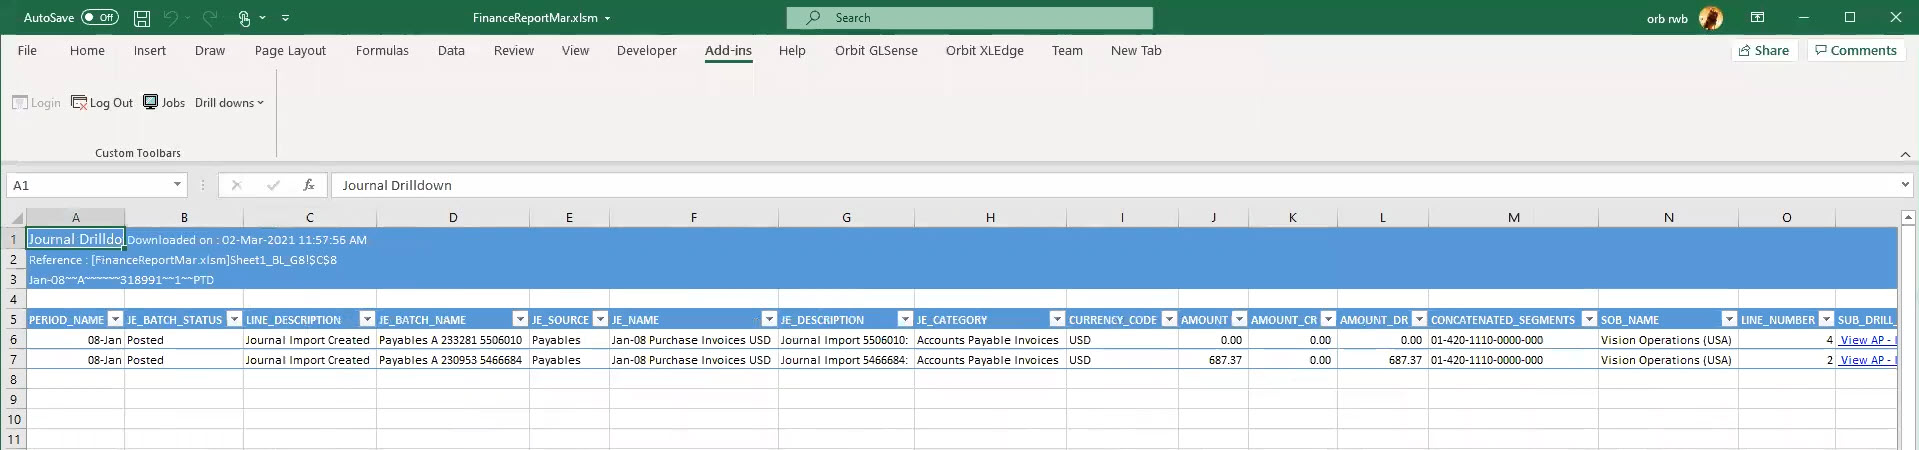 AutoSave Off FinanceReportMar.xlsm Search orb rwb
File Home Insert Draw Page Layout Formulas Data Review View Developer Add-ins Help Orbit GLSense Orbit XLEdge Team New Tab Share Comments
Login Log Out Jobs Drill downs
Custom Toolbars
A1 fx Journal Drilldown
A B C D E F G H I J K L M N O
1 Journal Drilldo Downloaded on : 02-Mar-2021 11:57:56 AM
2 Reference : [FinanceReportMar.xlsm]Sheet1_BL_G8!$C$8
3 Jan-08~~A~~~~~~318991~~1~~PTD
4
5 PERIOD_NAME JE_BATCH_STATUS LINE_DESCRIPTION JE_BATCH_NAME JE_SOURCE JE_NAME JE_DESCRIPTION JE_CATEGORY CURRENCY_CODE AMOUNT AMOUNT_CR AMOUNT_DR CONCATENATED_SEGMENTS SOB_NAME LINE_NUMBER SUB_DRILL_
6 08-Jan Posted Journal Import Created Payables A 233281 5506010 Payables Jan-08 Purchase Invoices USD Journal Import 5506010: Accounts Payable Invoices USD 0.00 0.00 0.00 01-420-1110-0000-000 Vision Operations (USA) 4 View AP -
7 08-Jan Posted Journal Import Created Payables A 230953 5466684 Payables Jan-08 Purchase Invoices USD Journal Import 5466684: Accounts Payable Invoices USD 687.37 0.00 687.37 01-420-1110-0000-000 Vision Operations (USA) 2 View AP -
8
9
10
11